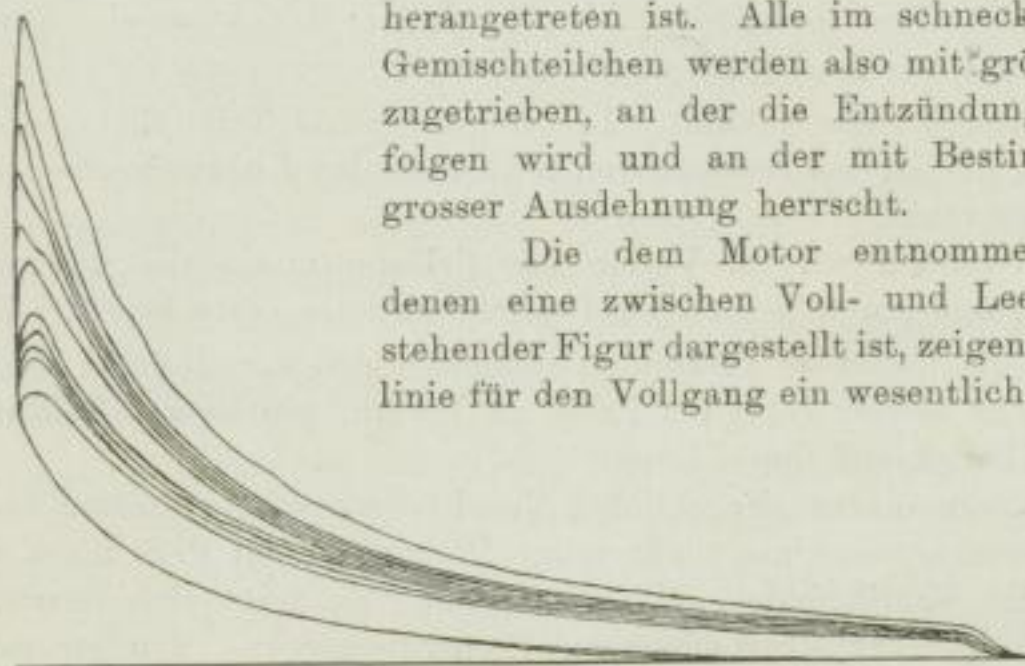 herangetreten ist. Alle im schneck
Gemischteilchen werden also mit grö
zugetrieben, an der die Entzündun
folgen wird und an der mit Bestin
grosser Ausdehnung herrscht.
Die dem Motor entnomme
denen eine zwischen Voll- und Lee
stehender Figur dargestellt ist, zeigen
linie für den Vollgang ein wesentlich